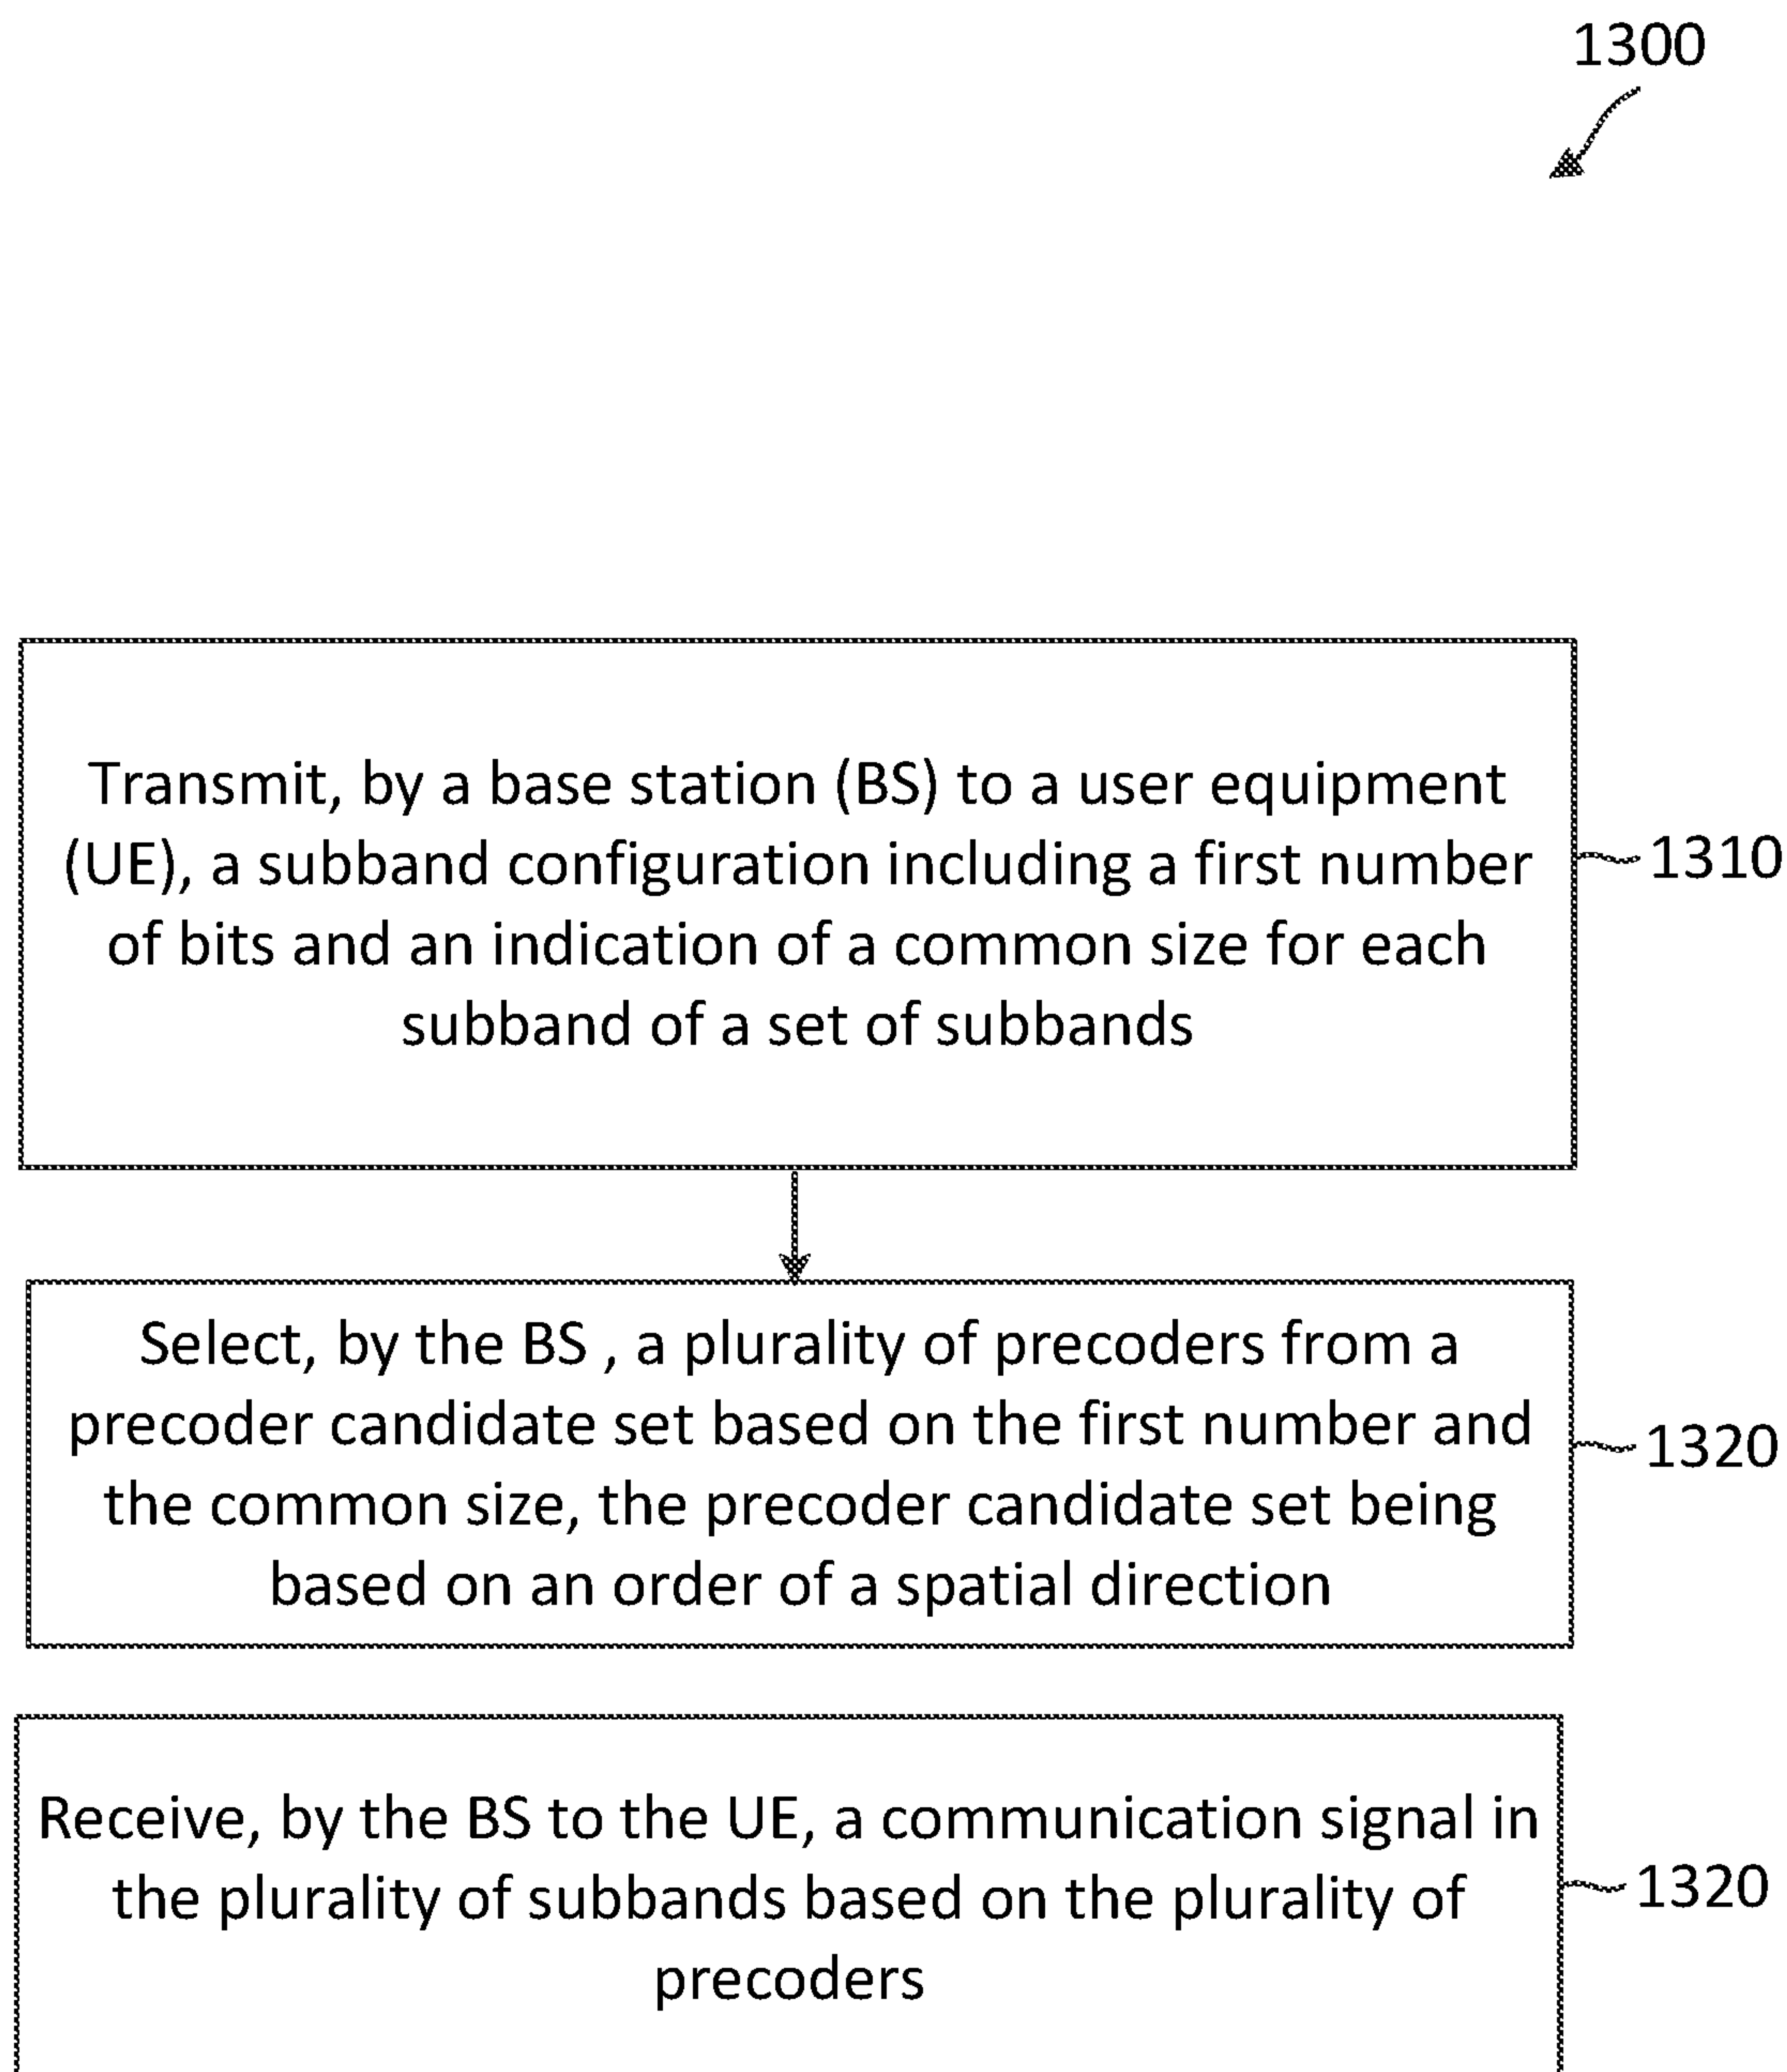 1300
Transmit, by a base station (BS) to a user equipment
(UE), a subband configuration including a first number
of bits and an indication of a common size for each
subband of a set of subbands
1310
Select, by the BS , a plurality of precoders from a
precoder candidate set based on the first number and
the common size, the precoder candidate set being
based on an order of a spatial direction
1320
Receive, by the BS to the UE, a communication signal in
the plurality of subbands based on the plurality of
precoders
1320